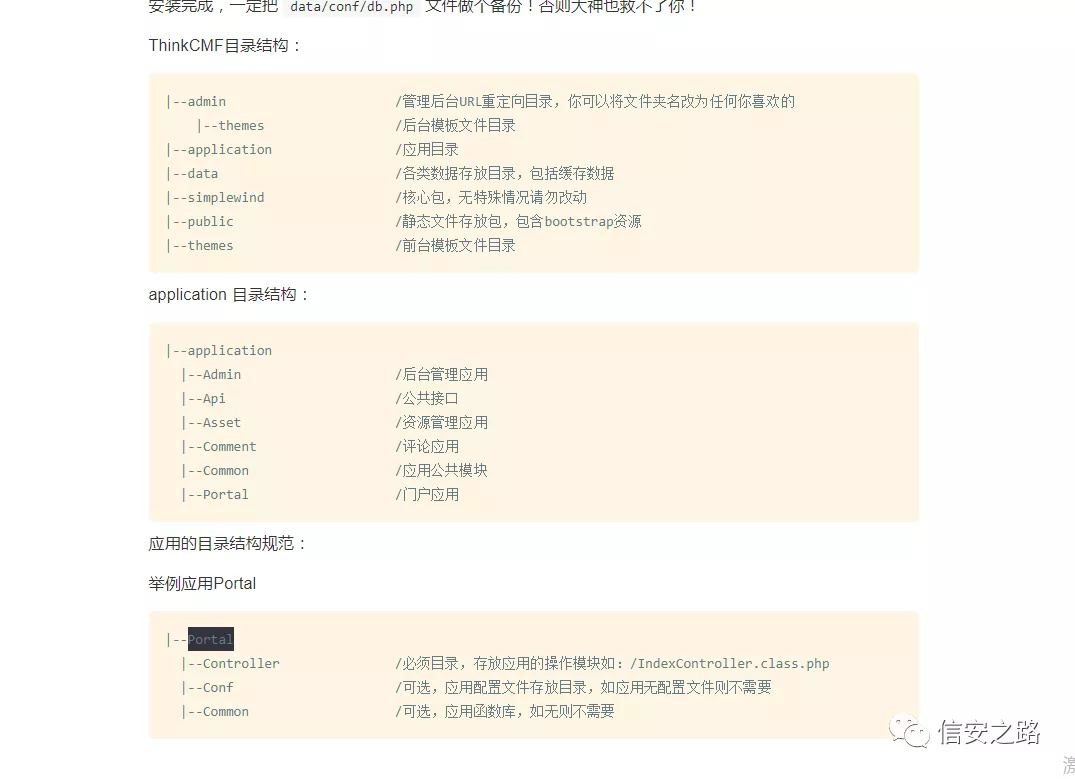 安装完成，一定把 data/conf/db.php 文件做个备份！否则大神也救不了你！
ThinkCMF目录结构：
|--admin /管理后台URL重定向目录，你可以将文件夹名改为任何你喜欢的
|--themes /后台模板文件目录
|--application /应用目录
|--data /各类数据存放目录，包括缓存数据
|--simplewind /核心包，无特殊情况请勿改动
|--public /静态文件存放包，包含bootstrap资源
|--themes /前台模板文件目录
application 目录结构：
|--application
|--Admin /后台管理应用
|--Api /公共接口
|--Asset /资源管理应用
|--Comment /评论应用
|--Common /应用公共模块
|--Portal /门户应用
应用的目录结构规范：
举例应用Portal
|--Portal
|--Controller /必须目录，存放应用的操作模块如：/IndexController.class.php
|--Conf /可选，应用配置文件存放目录，如应用无配置文件则不需要
|--Common /可选，应用函数库，如无则不需要
信安之路